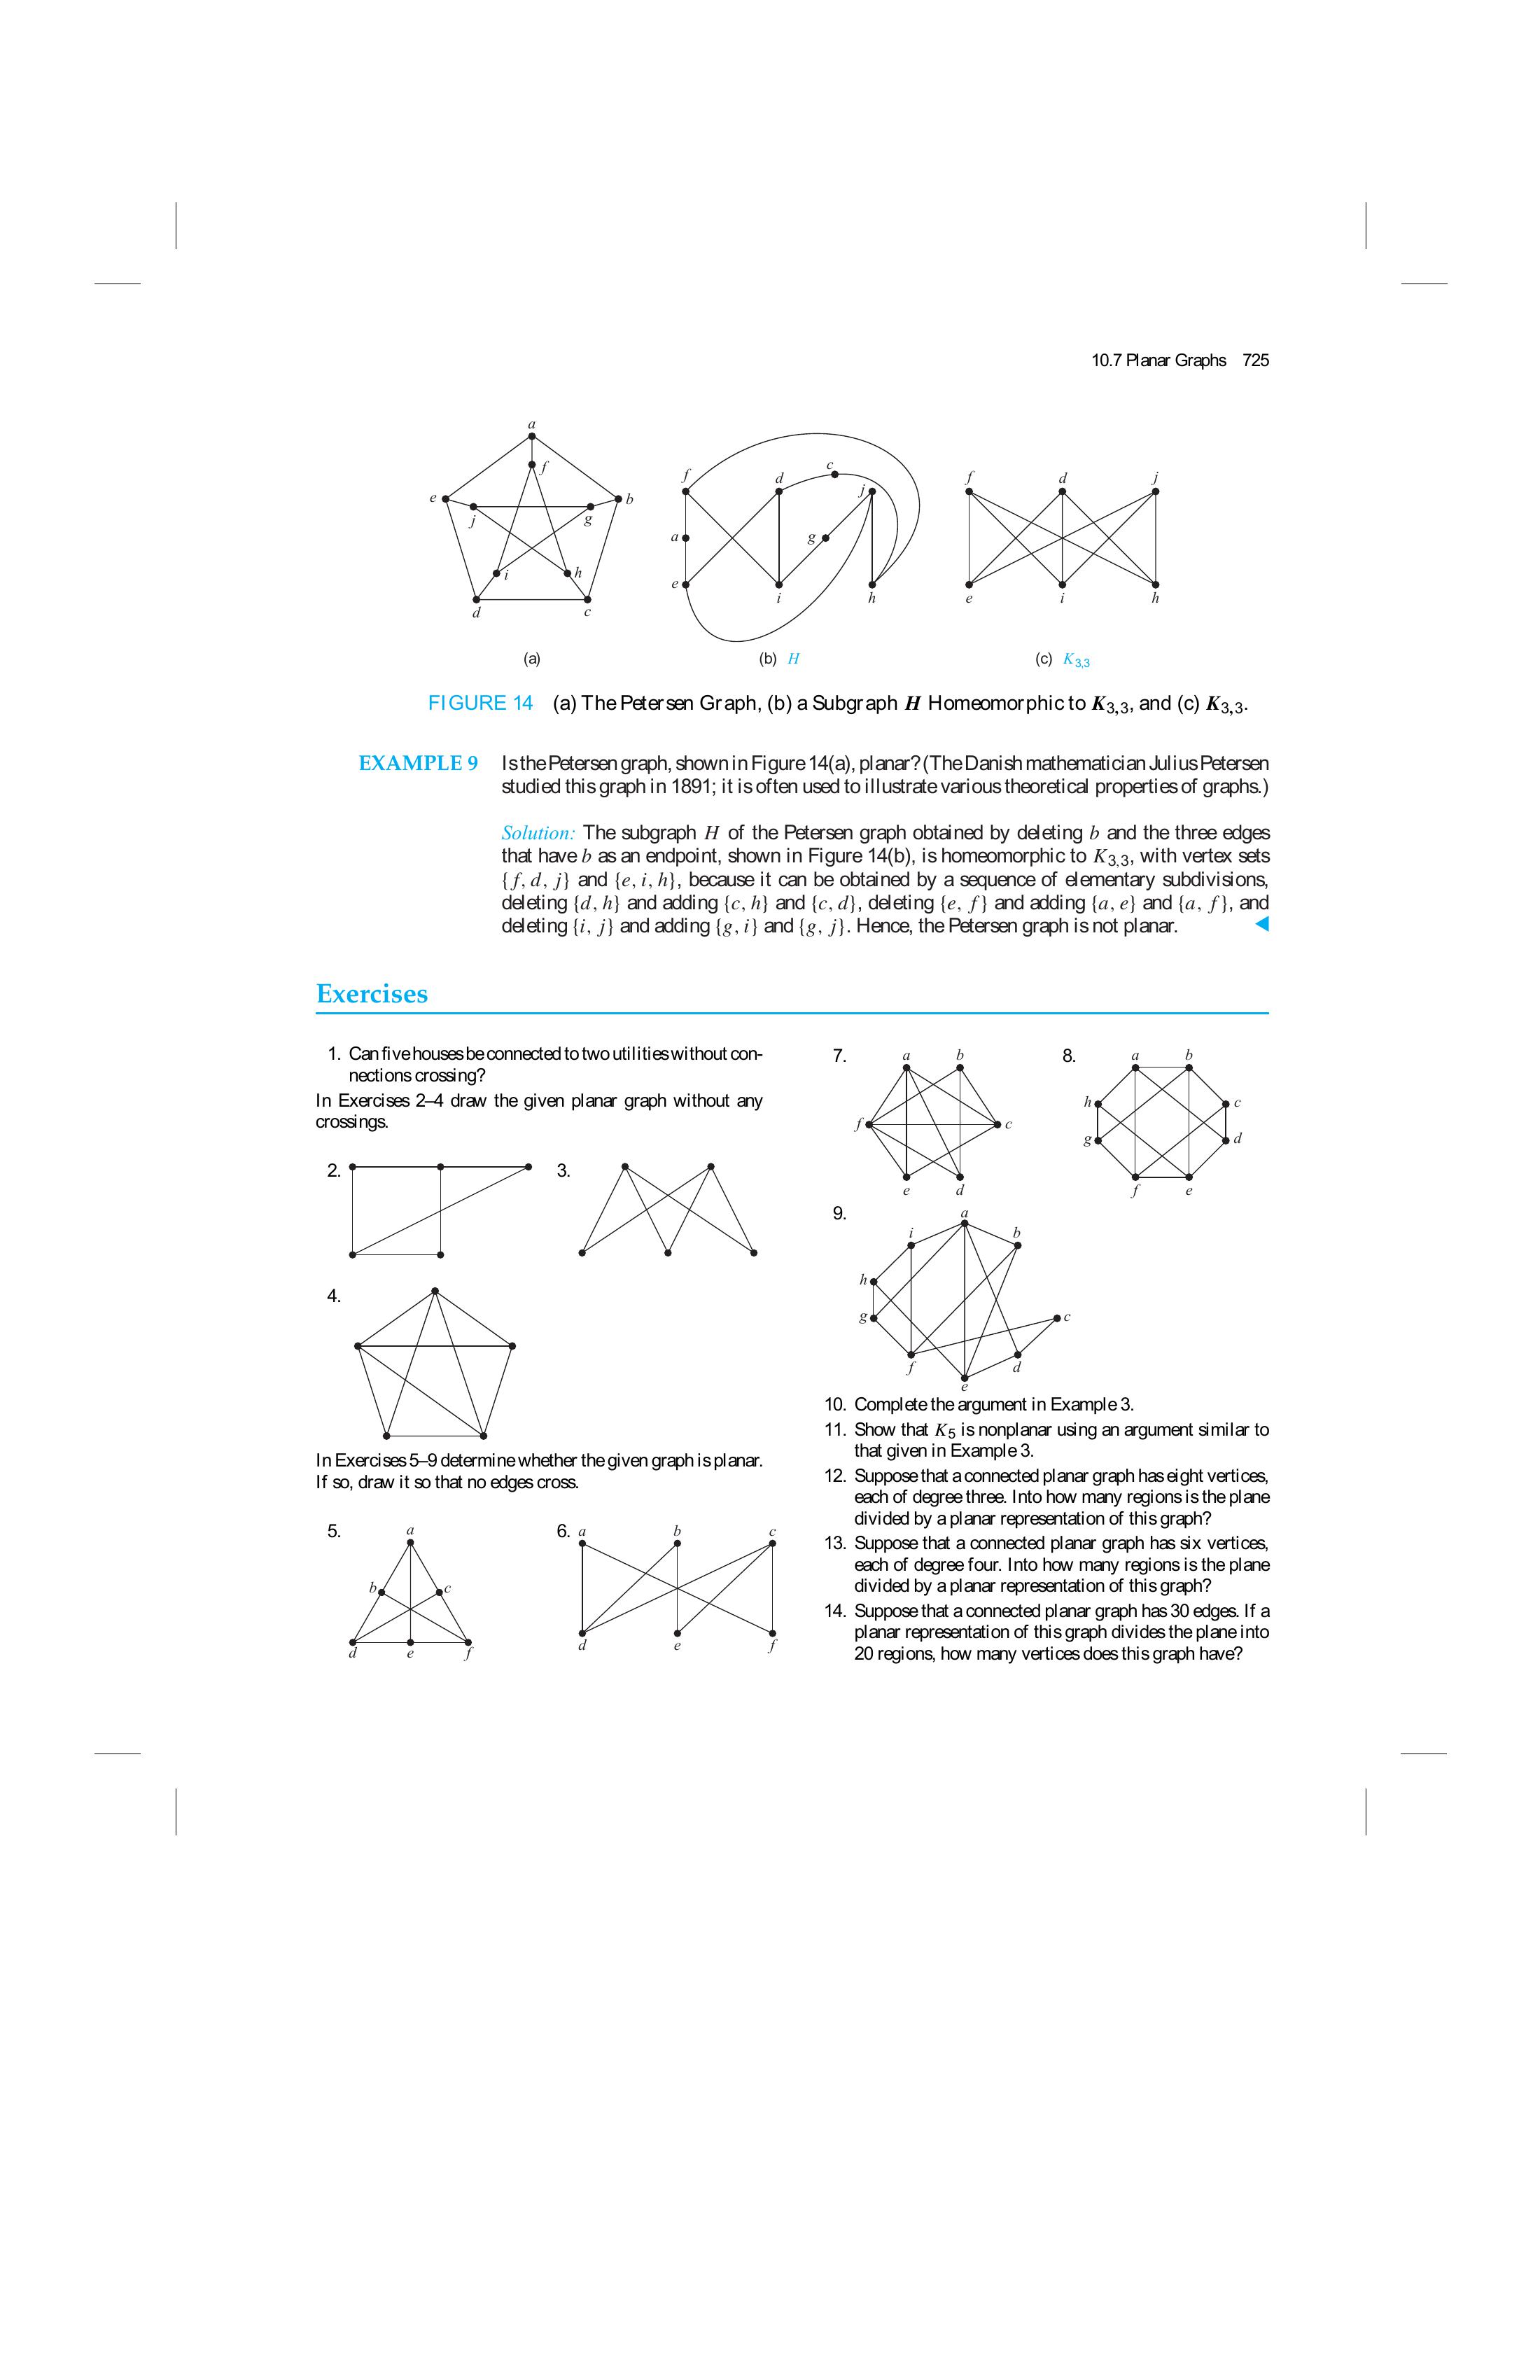 10.7 Planar Graphs 725
a
f
e
b
j
g
i
h
d
c
(a)
f
d
c
j
a
g
e
i
h
(b) H
f
d
j
e
i
h
(c) K3,3
FIGURE 14 (a) The Petersen Graph, (b) a Subgraph H Homeomorphic to K3,3, and (c) K3,3.
EXAMPLE 9 Is the Petersen graph, shown in Figure 14(a), planar? (The Danish mathematician Julius Petersen
studied this graph in 1891; it is often used to illustrate various theoretical properties of graphs.)
Solution: The subgraph H of the Petersen graph obtained by deleting b and the three edges
that have b as an endpoint, shown in Figure 14(b), is homeomorphic to K3,3, with vertex sets
{f, d, j} and {e, i, h}, because it can be obtained by a sequence of elementary subdivisions,
deleting {d, h} and adding {c, h} and {c, d}, deleting {e, f} and adding {a, e} and {a, f}, and
deleting {i, j} and adding {g, i} and {g, j}. Hence, the Petersen graph is not planar.
Exercises
1. Can five houses be connected to two utilities without con-
nections crossing?
In Exercises 2–4 draw the given planar graph without any
crossings.
2.
3.
4.
In Exercises 5–9 determine whether the given graph is planar.
If so, draw it so that no edges cross.
5.
a
b
c
d
e
f
6.
a
b
c
d
e
f
7.
a
b
f
c
e
d
8.
a
b
h
c
g
d
f
e
9.
a
i
b
h
g
c
f
d
e
10. Complete the argument in Example 3.
11. Show that K5 is nonplanar using an argument similar to
that given in Example 3.
12. Suppose that a connected planar graph has eight vertices,
each of degree three. Into how many regions is the plane
divided by a planar representation of this graph?
13. Suppose that a connected planar graph has six vertices,
each of degree four. Into how many regions is the plane
divided by a planar representation of this graph?
14. Suppose that a connected planar graph has 30 edges. If a
planar representation of this graph divides the plane into
20 regions, how many vertices does this graph have?